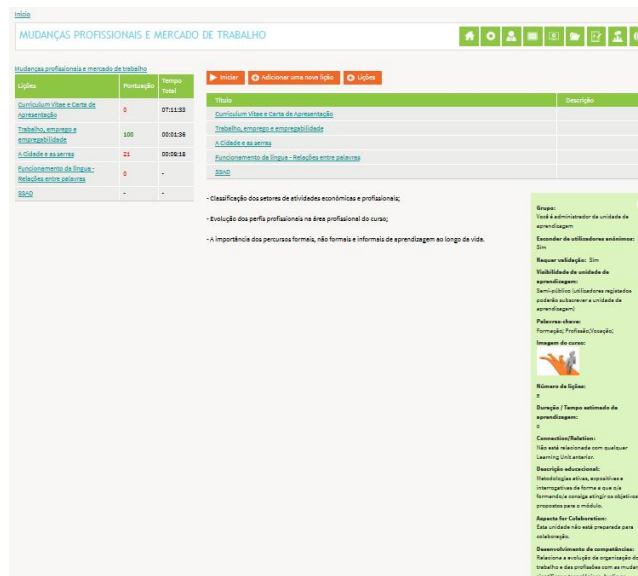 Início
MUDANÇAS PROFISSIONAIS E MERCADO DE TRABALHO
Mudanças profissionais e mercado de trabalho
Lições Pontuação Tempo Total
Curriculum Vitae e Carta de Apresentação 0 07:11:33
Trabalho, emprego e empregabilidade 100 00:01:36
A Cidade e as serras 21 00:09:18
Funcionamento da língua - Relações entre palavras 0 -
SSAD - -
Iniciar
Adicionar uma nova lição
Lições
Título Descrição
Curriculum Vitae e Carta de Apresentação
Trabalho, emprego e empregabilidade
A Cidade e as serras
Funcionamento da língua - Relações entre palavras
SSAD
- Classificação dos setores de atividades económicas e profissionais;
- Evolução dos perfis profissionais na área profissional do curso;
- A importância dos percursos formais, não formais e informais de aprendizagem ao longo da vida.
Grupo:
Você é administrador da unidade de
aprendizagem
Esconder de utilizadores anónimos:
Sim
Requer validação: Sim
Visibilidade da unidade de
aprendizagem:
Semi-público (utilizadores registados
poderão subscrever a unidade de
aprendizagem)
Palavras-chave:
Formação; Profissão;Vocação;
Imagem do curso:
Número de lições:
Duração / Tempo estimado de
aprendizagem:
Connection/Relation:
Não está relacionada com qualquer
Learning Unit anterior.
Descrição educacional:
Metodologias ativas, expositivas e
interrogativas de forma a que o/a
formando/a consiga atingir os objetivos
propostos para o módulo.
Aspects for Colaboration:
Esta unidade não está preparada para
colaboração.
Desenvolvimento de competências:
Relaciona a evolução da organização do
trabalho e das profissões com as